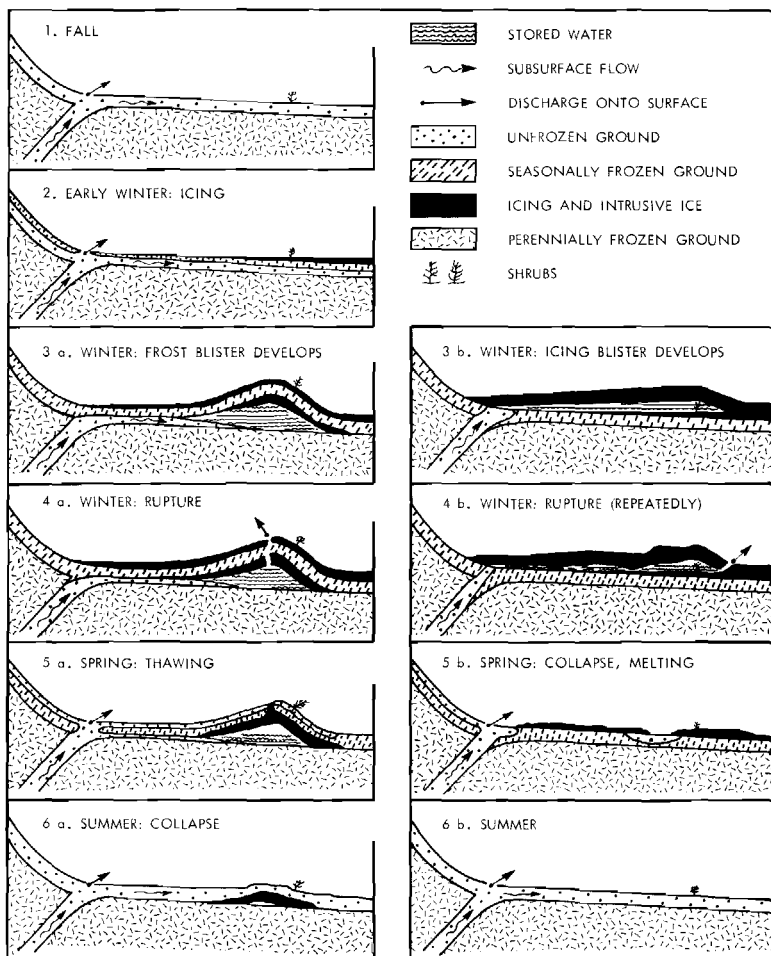 1. FALL
STORED WATER
SUBSURFACE FLOW
DISCHARGE ONTO SURFACE
UNFROZEN GROUND
SEASONALLY FROZEN GROUND
ICING AND INTRUSIVE ICE
PERENNIALLY FROZEN GROUND
SHRUBS
2. EARLY WINTER: ICING
3 a. WINTER: FROST BLISTER DEVELOPS
3 b. WINTER: ICING BLISTER DEVELOPS
4 a. WINTER: RUPTURE
4 b. WINTER: RUPTURE (REPEATEDLY)
5 a. SPRING: THAWING
5 b. SPRING: COLLAPSE, MELTING
6 a. SUMMER: COLLAPSE
6 b. SUMMER